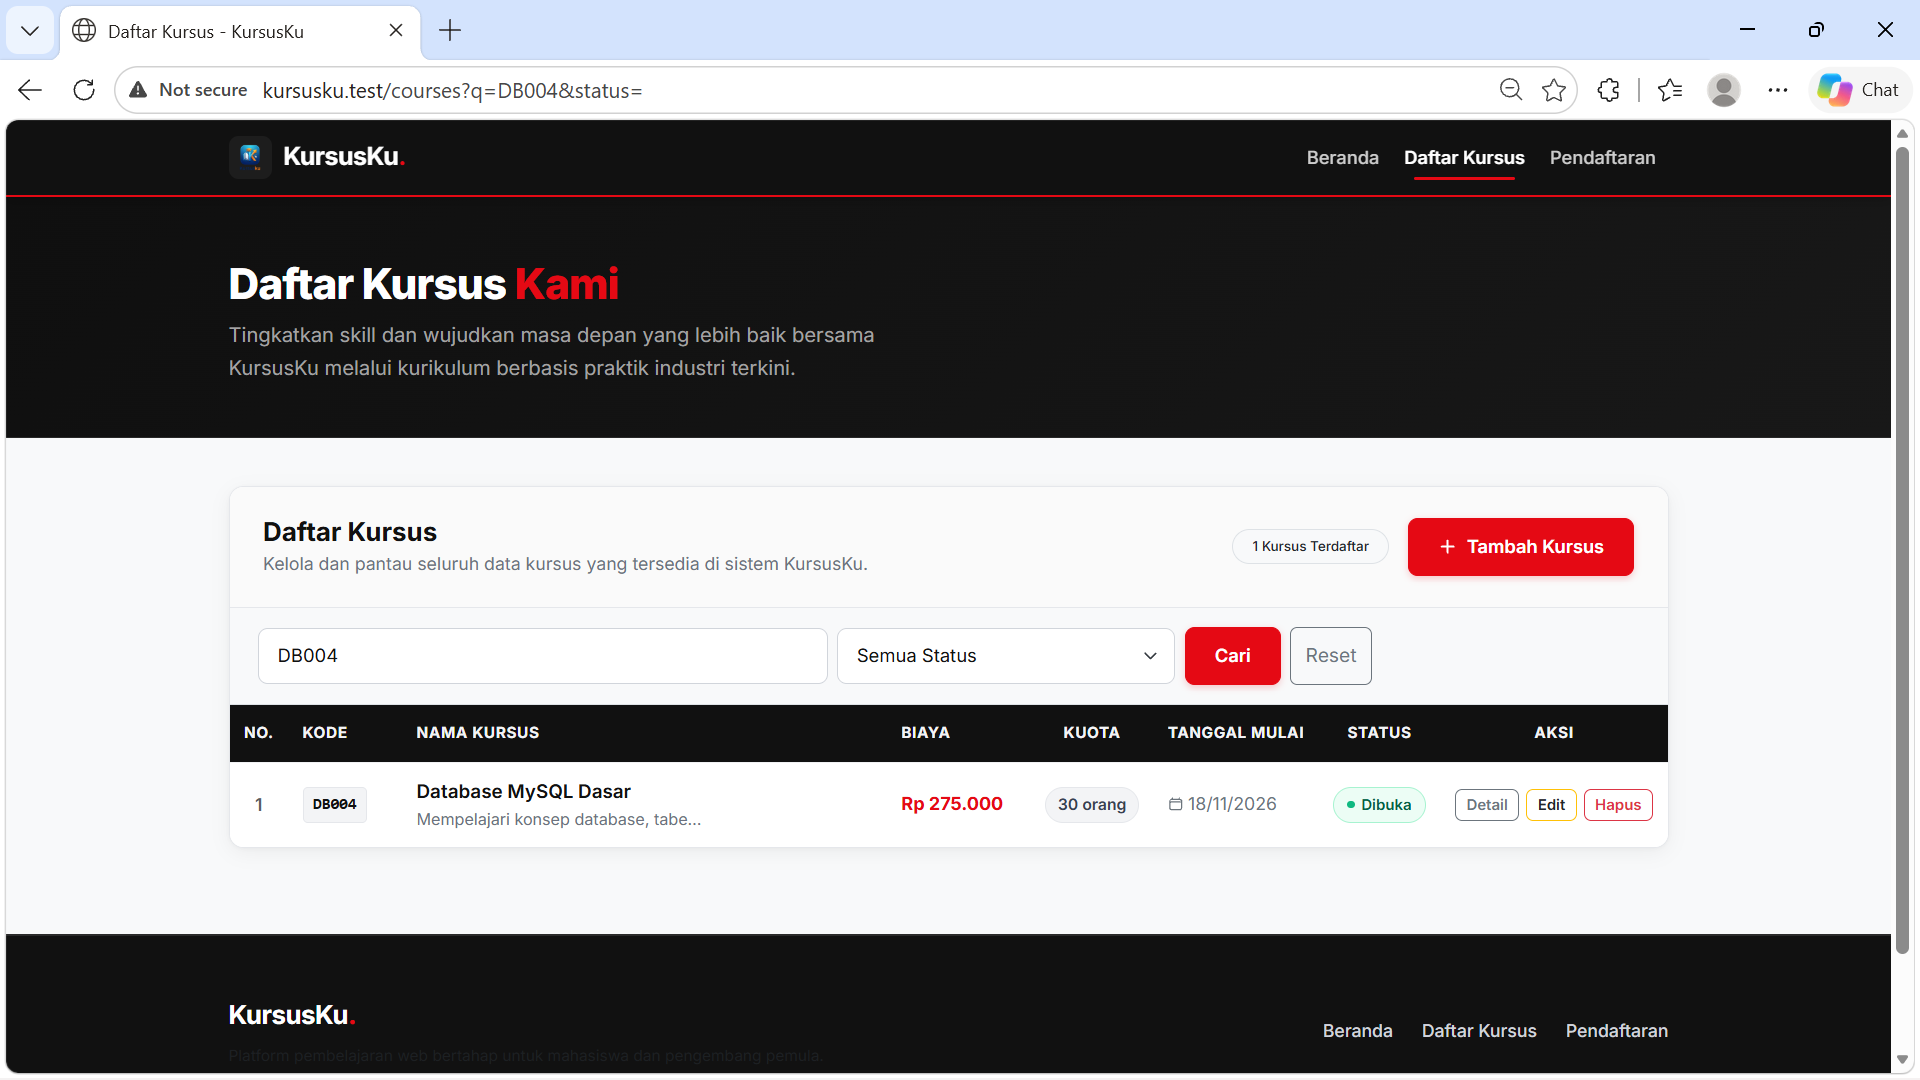 Daftar Kursus - KursusKu
Not secure kursusku.test/courses?q=DB004&status=
Chat
KursusKu.
Beranda Daftar Kursus Pendaftaran
Daftar Kursus Kami
Tingkatkan skill dan wujudkan masa depan yang lebih baik bersama
KursusKu melalui kurikulum berbasis praktik industri terkini.
Daftar Kursus
Kelola dan pantau seluruh data kursus yang tersedia di sistem KursusKu.
1 Kursus Terdaftar
+ Tambah Kursus
DB004 Semua Status Cari Reset
NO. KODE NAMA KURSUS BIAYA KUOTA TANGGAL MULAI STATUS AKSI
1 DB004 Database MySQL Dasar Rp 275.000 30 orang 18/11/2026 Dibuka Detail Edit Hapus
Mempelajari konsep database, tabe...
KursusKu.
Beranda Daftar Kursus Pendaftaran
Platform pembelajaran web bertahap untuk mahasiswa dan pengembang pemula.